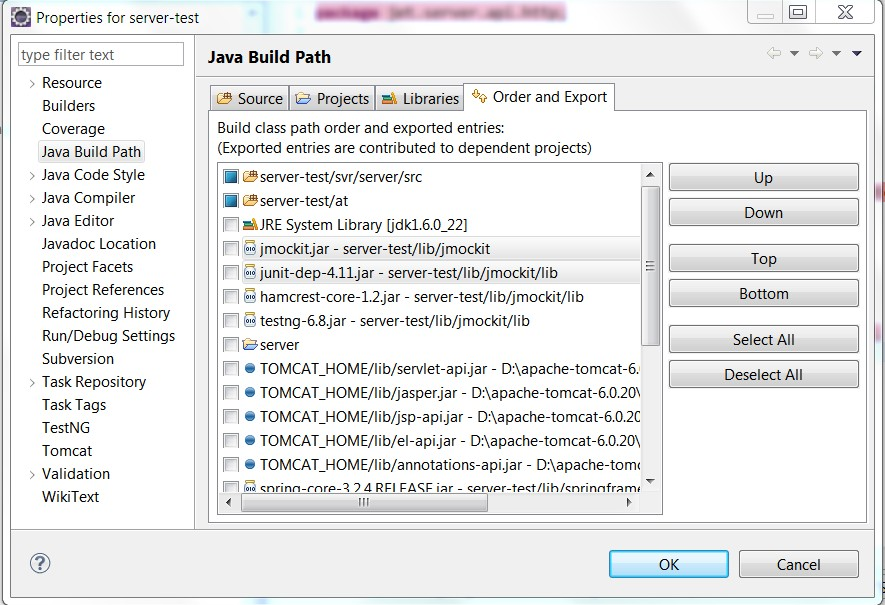 Properties for server-test
package jet.server.api.http;
type filter text
Resource
Builders
Coverage
Java Build Path
Java Code Style
Java Compiler
Java Editor
Javadoc Location
Project Facets
Project References
Refactoring History
Run/Debug Settings
Subversion
Task Repository
Task Tags
TestNG
Tomcat
Validation
WikiText
Java Build Path
Source
Projects
Libraries
Order and Export
Build class path order and exported entries:
(Exported entries are contributed to dependent projects)
server-test/svr/server/src
server-test/at
JRE System Library [jdk1.6.0_22]
jmockit.jar - server-test/lib/jmockit
junit-dep-4.11.jar - server-test/lib/jmockit/lib
hamcrest-core-1.2.jar - server-test/lib/jmockit/lib
testng-6.8.jar - server-test/lib/jmockit/lib
server
TOMCAT_HOME/lib/servlet-api.jar - D:\apache-tomcat-6.
TOMCAT_HOME/lib/jasper.jar - D:\apache-tomcat-6.0.20\
TOMCAT_HOME/lib/jsp-api.jar - D:\apache-tomcat-6.0.20
TOMCAT_HOME/lib/el-api.jar - D:\apache-tomcat-6.0.20\
TOMCAT_HOME/lib/annotations-api.jar - D:\apache-tomc
spring-core-3.2.4.RELEASE.jar - server-test/lib/springframe
Up
Down
Top
Bottom
Select All
Deselect All
OK
Cancel